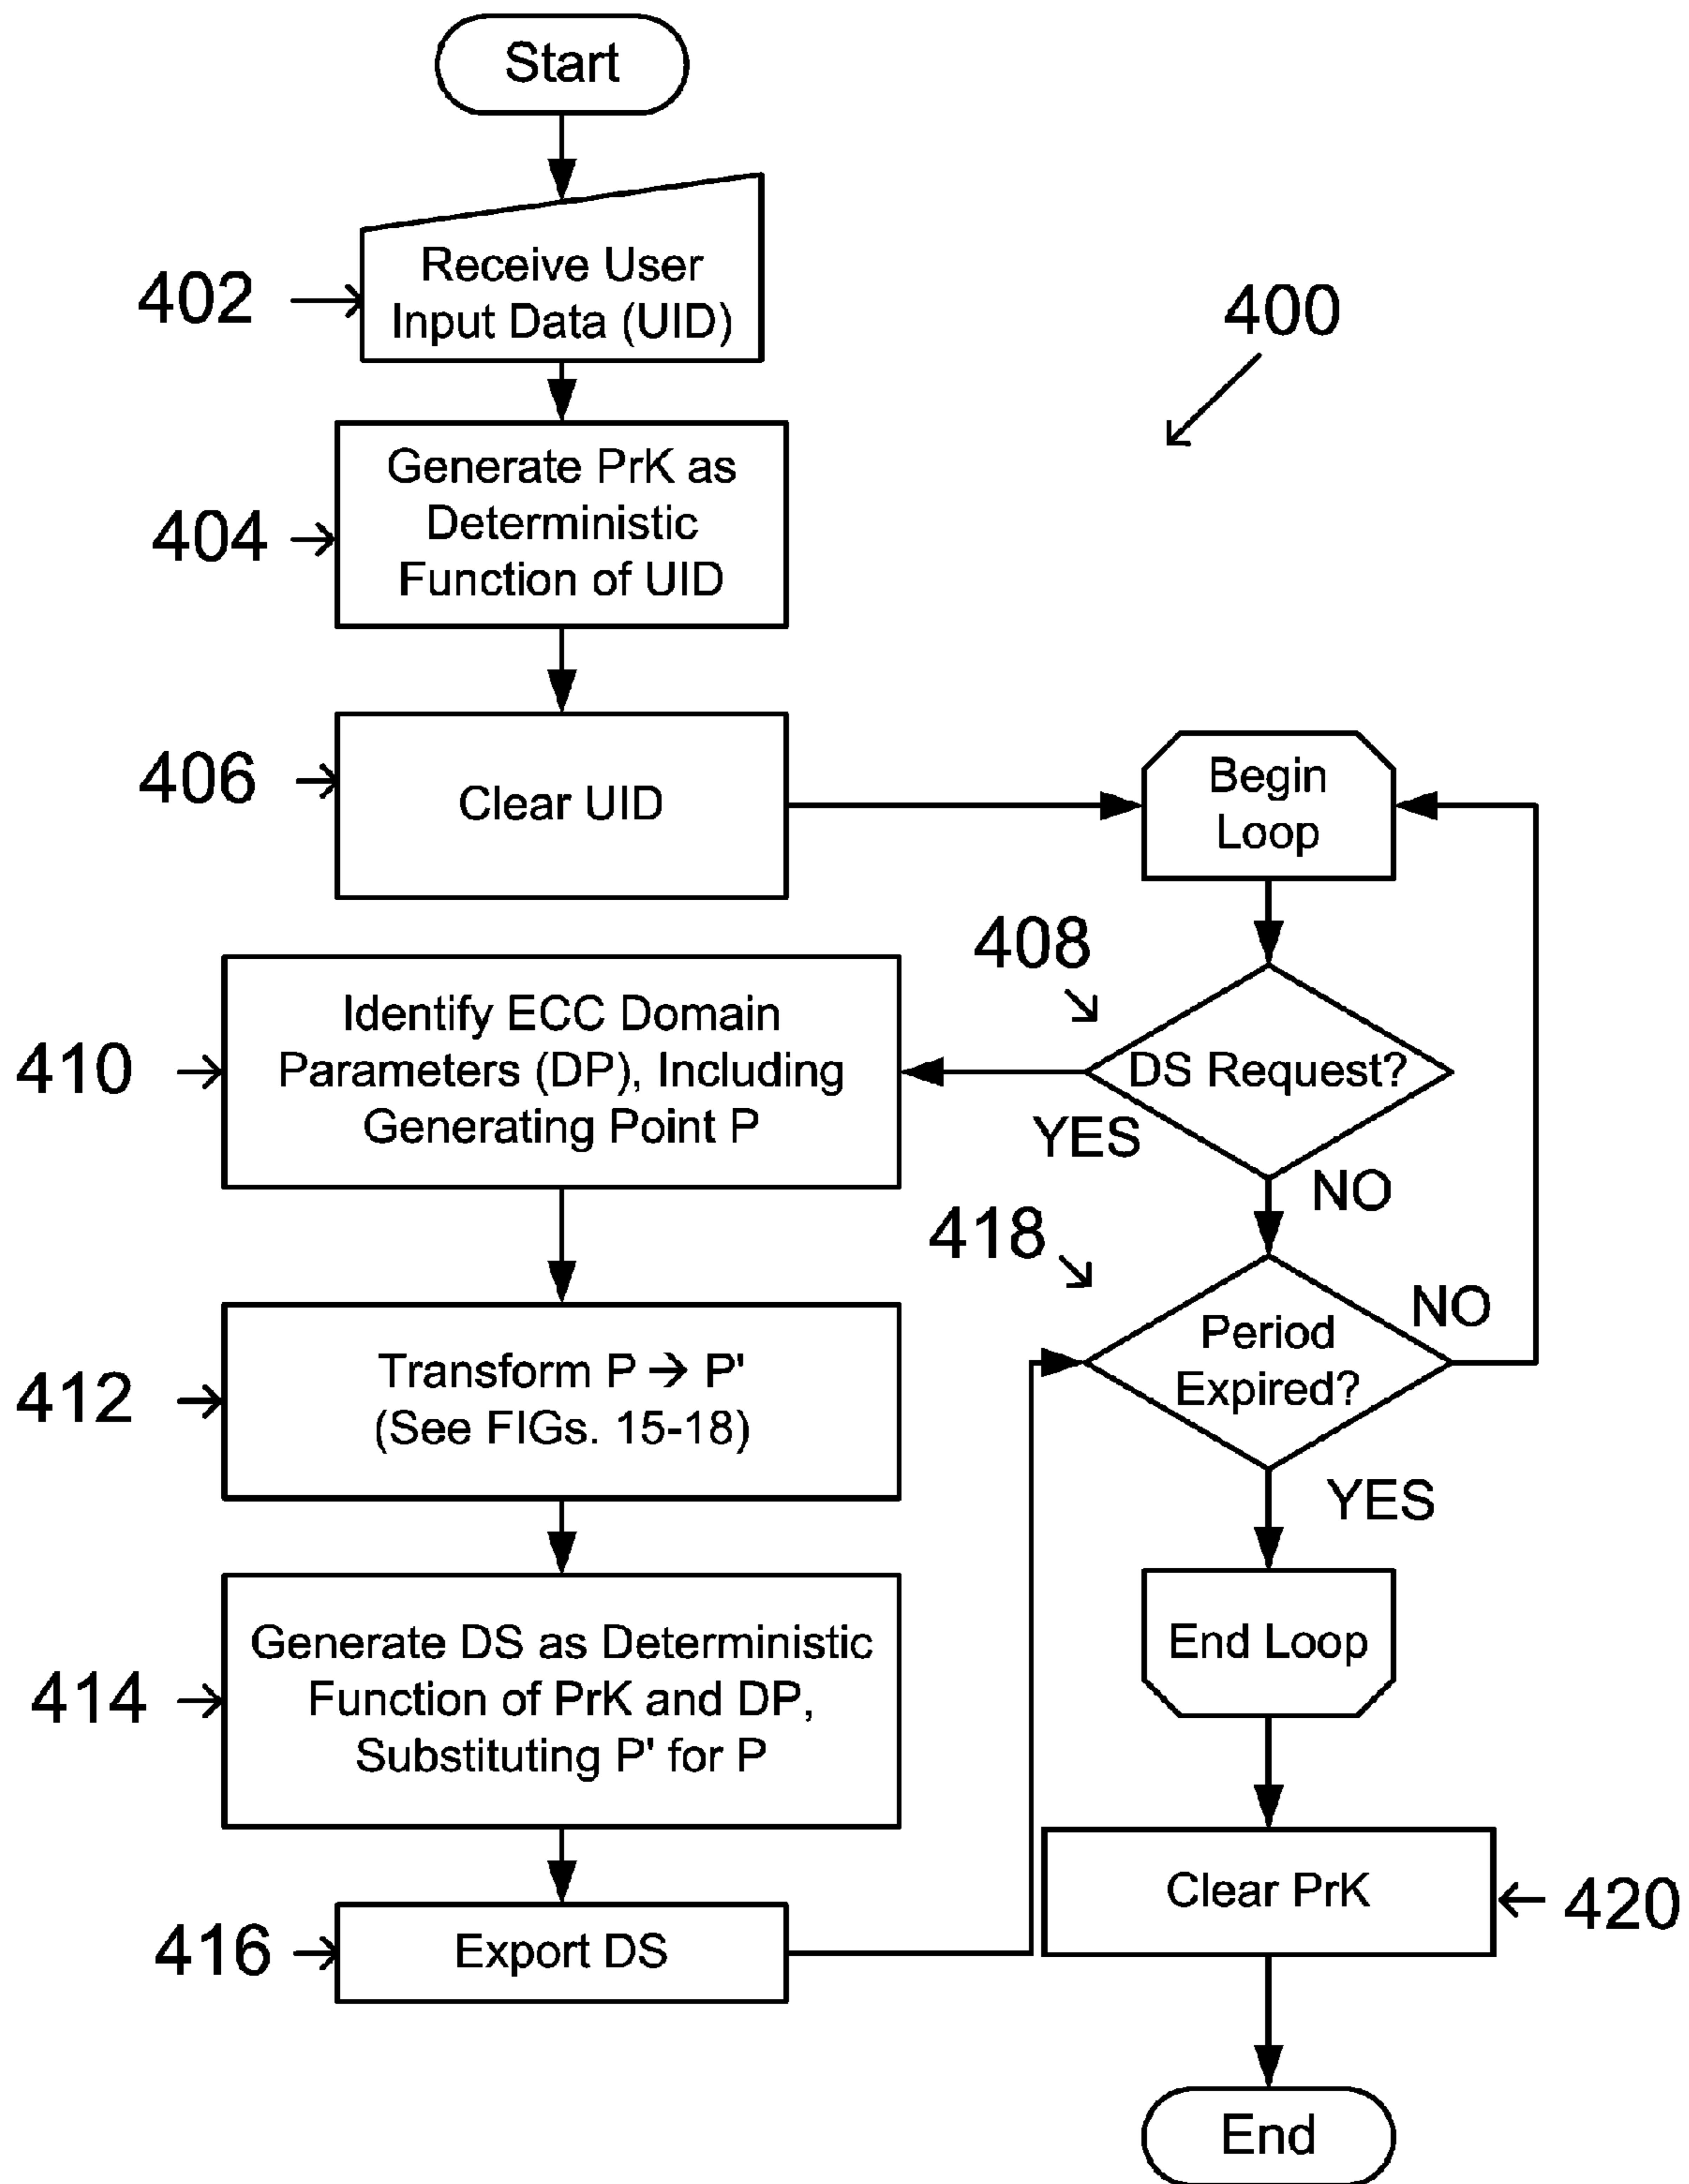 Start
402
Receive User
Input Data (UID)
400
404
Generate PrK as
Deterministic
Function of UID
406
Clear UID
Begin
Loop
408
DS Request?
YES
NO
410
Identify ECC Domain
Parameters (DP), Including
Generating Point P
412
Transform P → P'
(See FIGs. 15-18)
414
Generate DS as Deterministic
Function of PrK and DP,
Substituting P' for P
416
Export DS
418
Period
Expired?
NO
YES
End Loop
Clear PrK
420
End